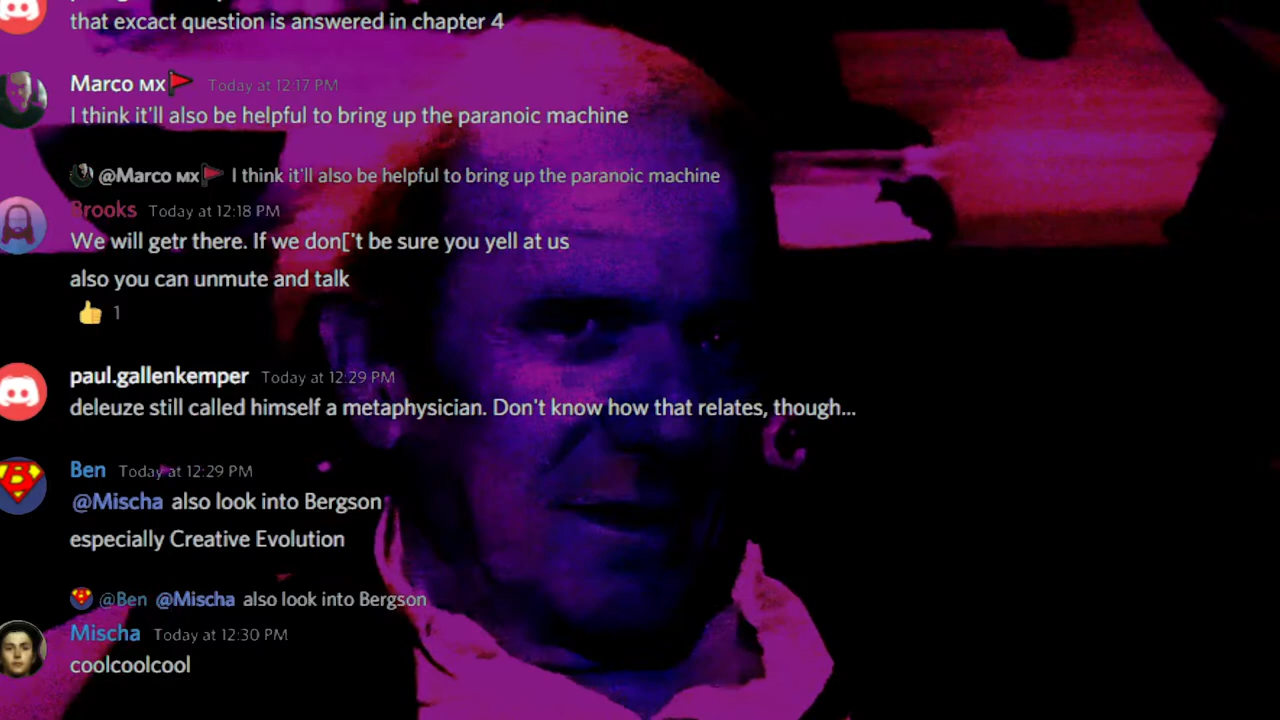 that excact question is answered in chapter 4
Marco MX Today at 12:17 PM
I think it'll also be helpful to bring up the paranoic machine
@Marco MX I think it'll also be helpful to bring up the paranoic machine
Brooks Today at 12:18 PM
We will getr there. If we don['t be sure you yell at us
also you can unmute and talk
1
paul.gallenkemper Today at 12:29 PM
deleuze still called himself a metaphysician. Don't know how that relates, though...
Ben Today at 12:29 PM
@Mischa also look into Bergson
especially Creative Evolution
@Ben @Mischa also look into Bergson
Mischa Today at 12:30 PM
coolcoolcool